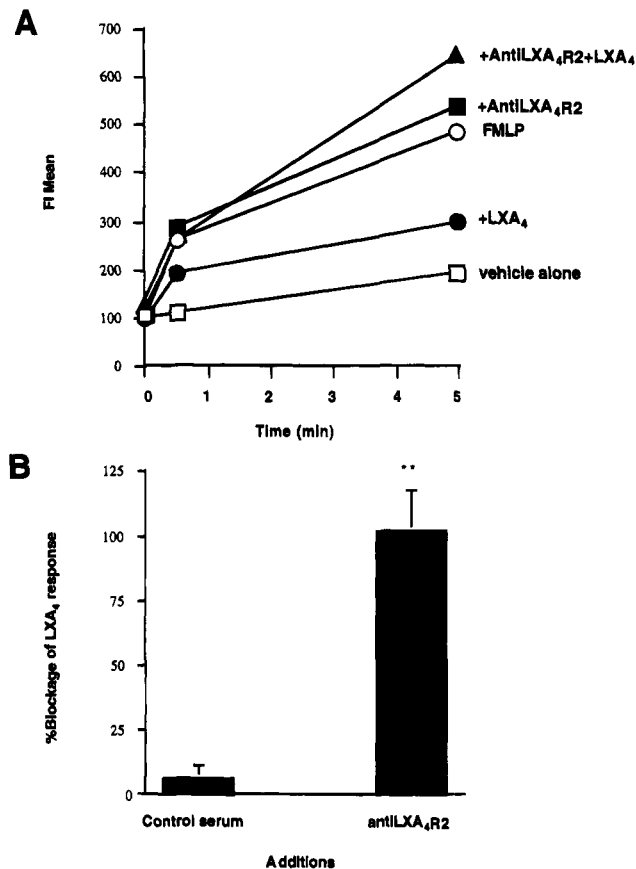 A
700
600
500
400
300
200
100
0
FI Mean
+AntiLXA4R2+LXA4
+AntiLXA4R2
FMLP
+LXA4
vehicle alone
0 1 2 3 4 5
Time (min)
B
125
100
75
50
25
0
%Blockage of LXA4 response
**
Control serum antiLXA4R2
Additions